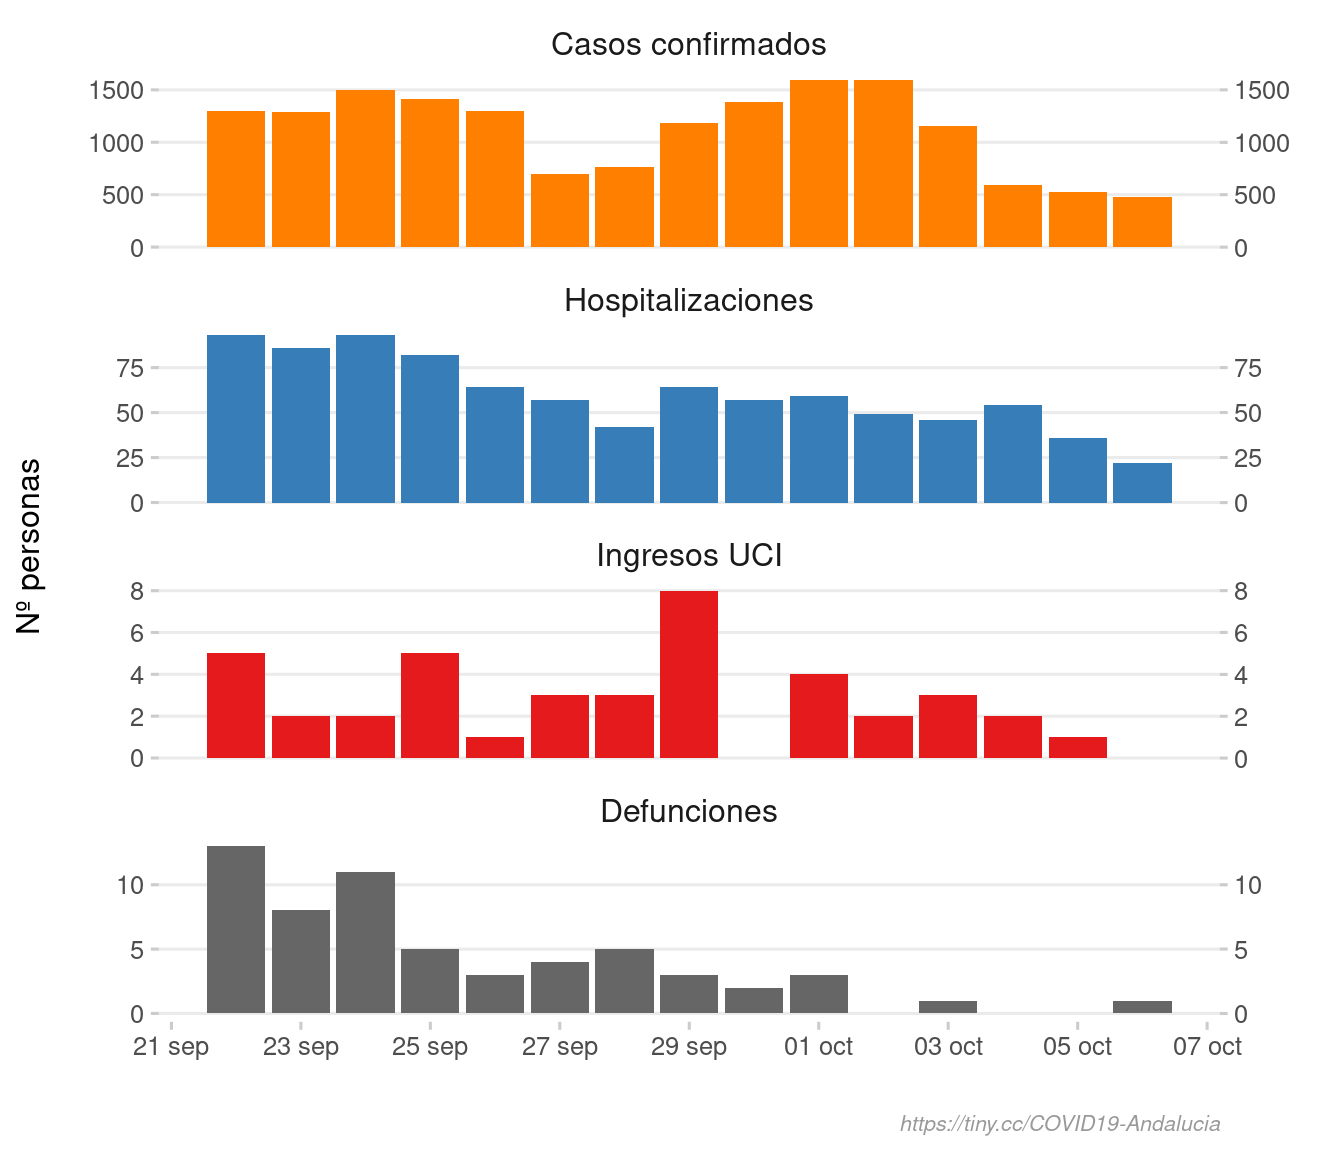 Casos confirmados
1500 1500
1000 1000
500 500
0 0
Hospitalizaciones
75 75
50 50
25 25
0 0
Nº personas
Ingresos UCI
8 8
6 6
4 4
2 2
0 0
Defunciones
10 10
5 5
0 0
21 sep 23 sep 25 sep 27 sep 29 sep 01 oct 03 oct 05 oct 07 oct
https://tiny.cc/COVID19-Andalucia